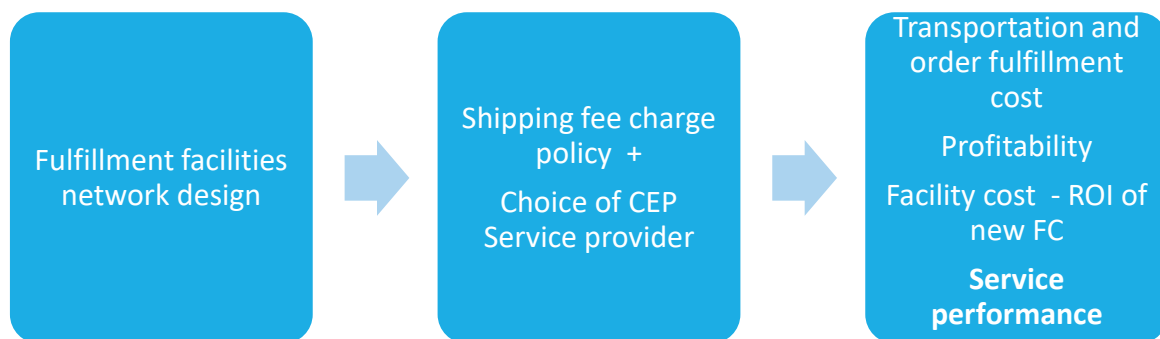 Fulfillment facilities
network design
Shipping fee charge
policy +
Choice of CEP
Service provider
Transportation and
order fulfillment
cost
Profitability
Facility cost - ROI of
new FC
Service
performance